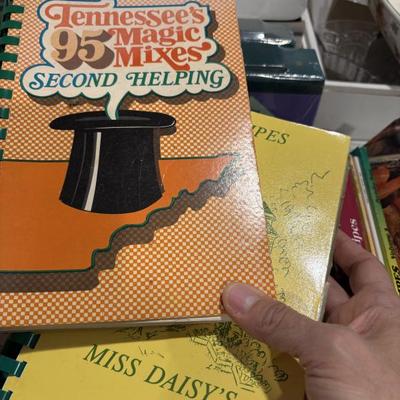 Tennessee's
95 Magic
Mixes
SECOND HELPING
MISS DAISY'S